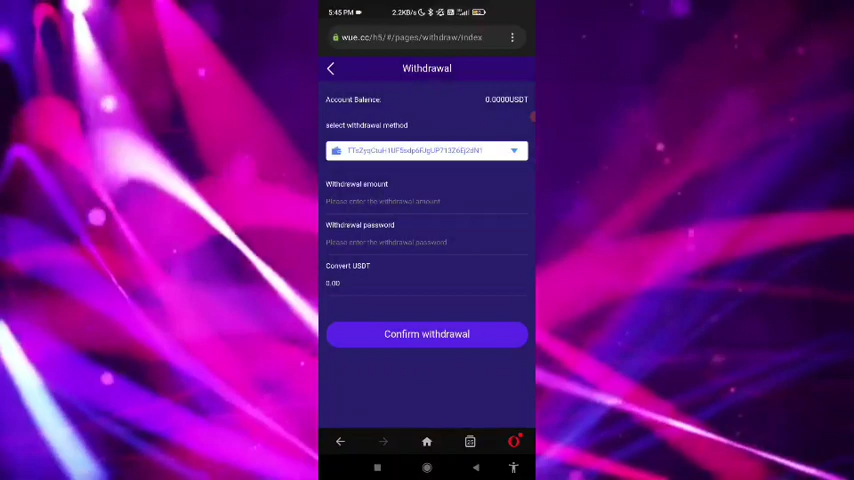 5:45 PM
2.2KB/s
wue.cc/h5/#/pages/withdraw/index
Withdrawal
Account Balance:
0.0000USDT
select withdrawal method
Withdrawal amount
Please enter the withdrawal amount
Withdrawal password
Please enter the withdrawal password
Convert USDT
0.00
Confirm withdrawal